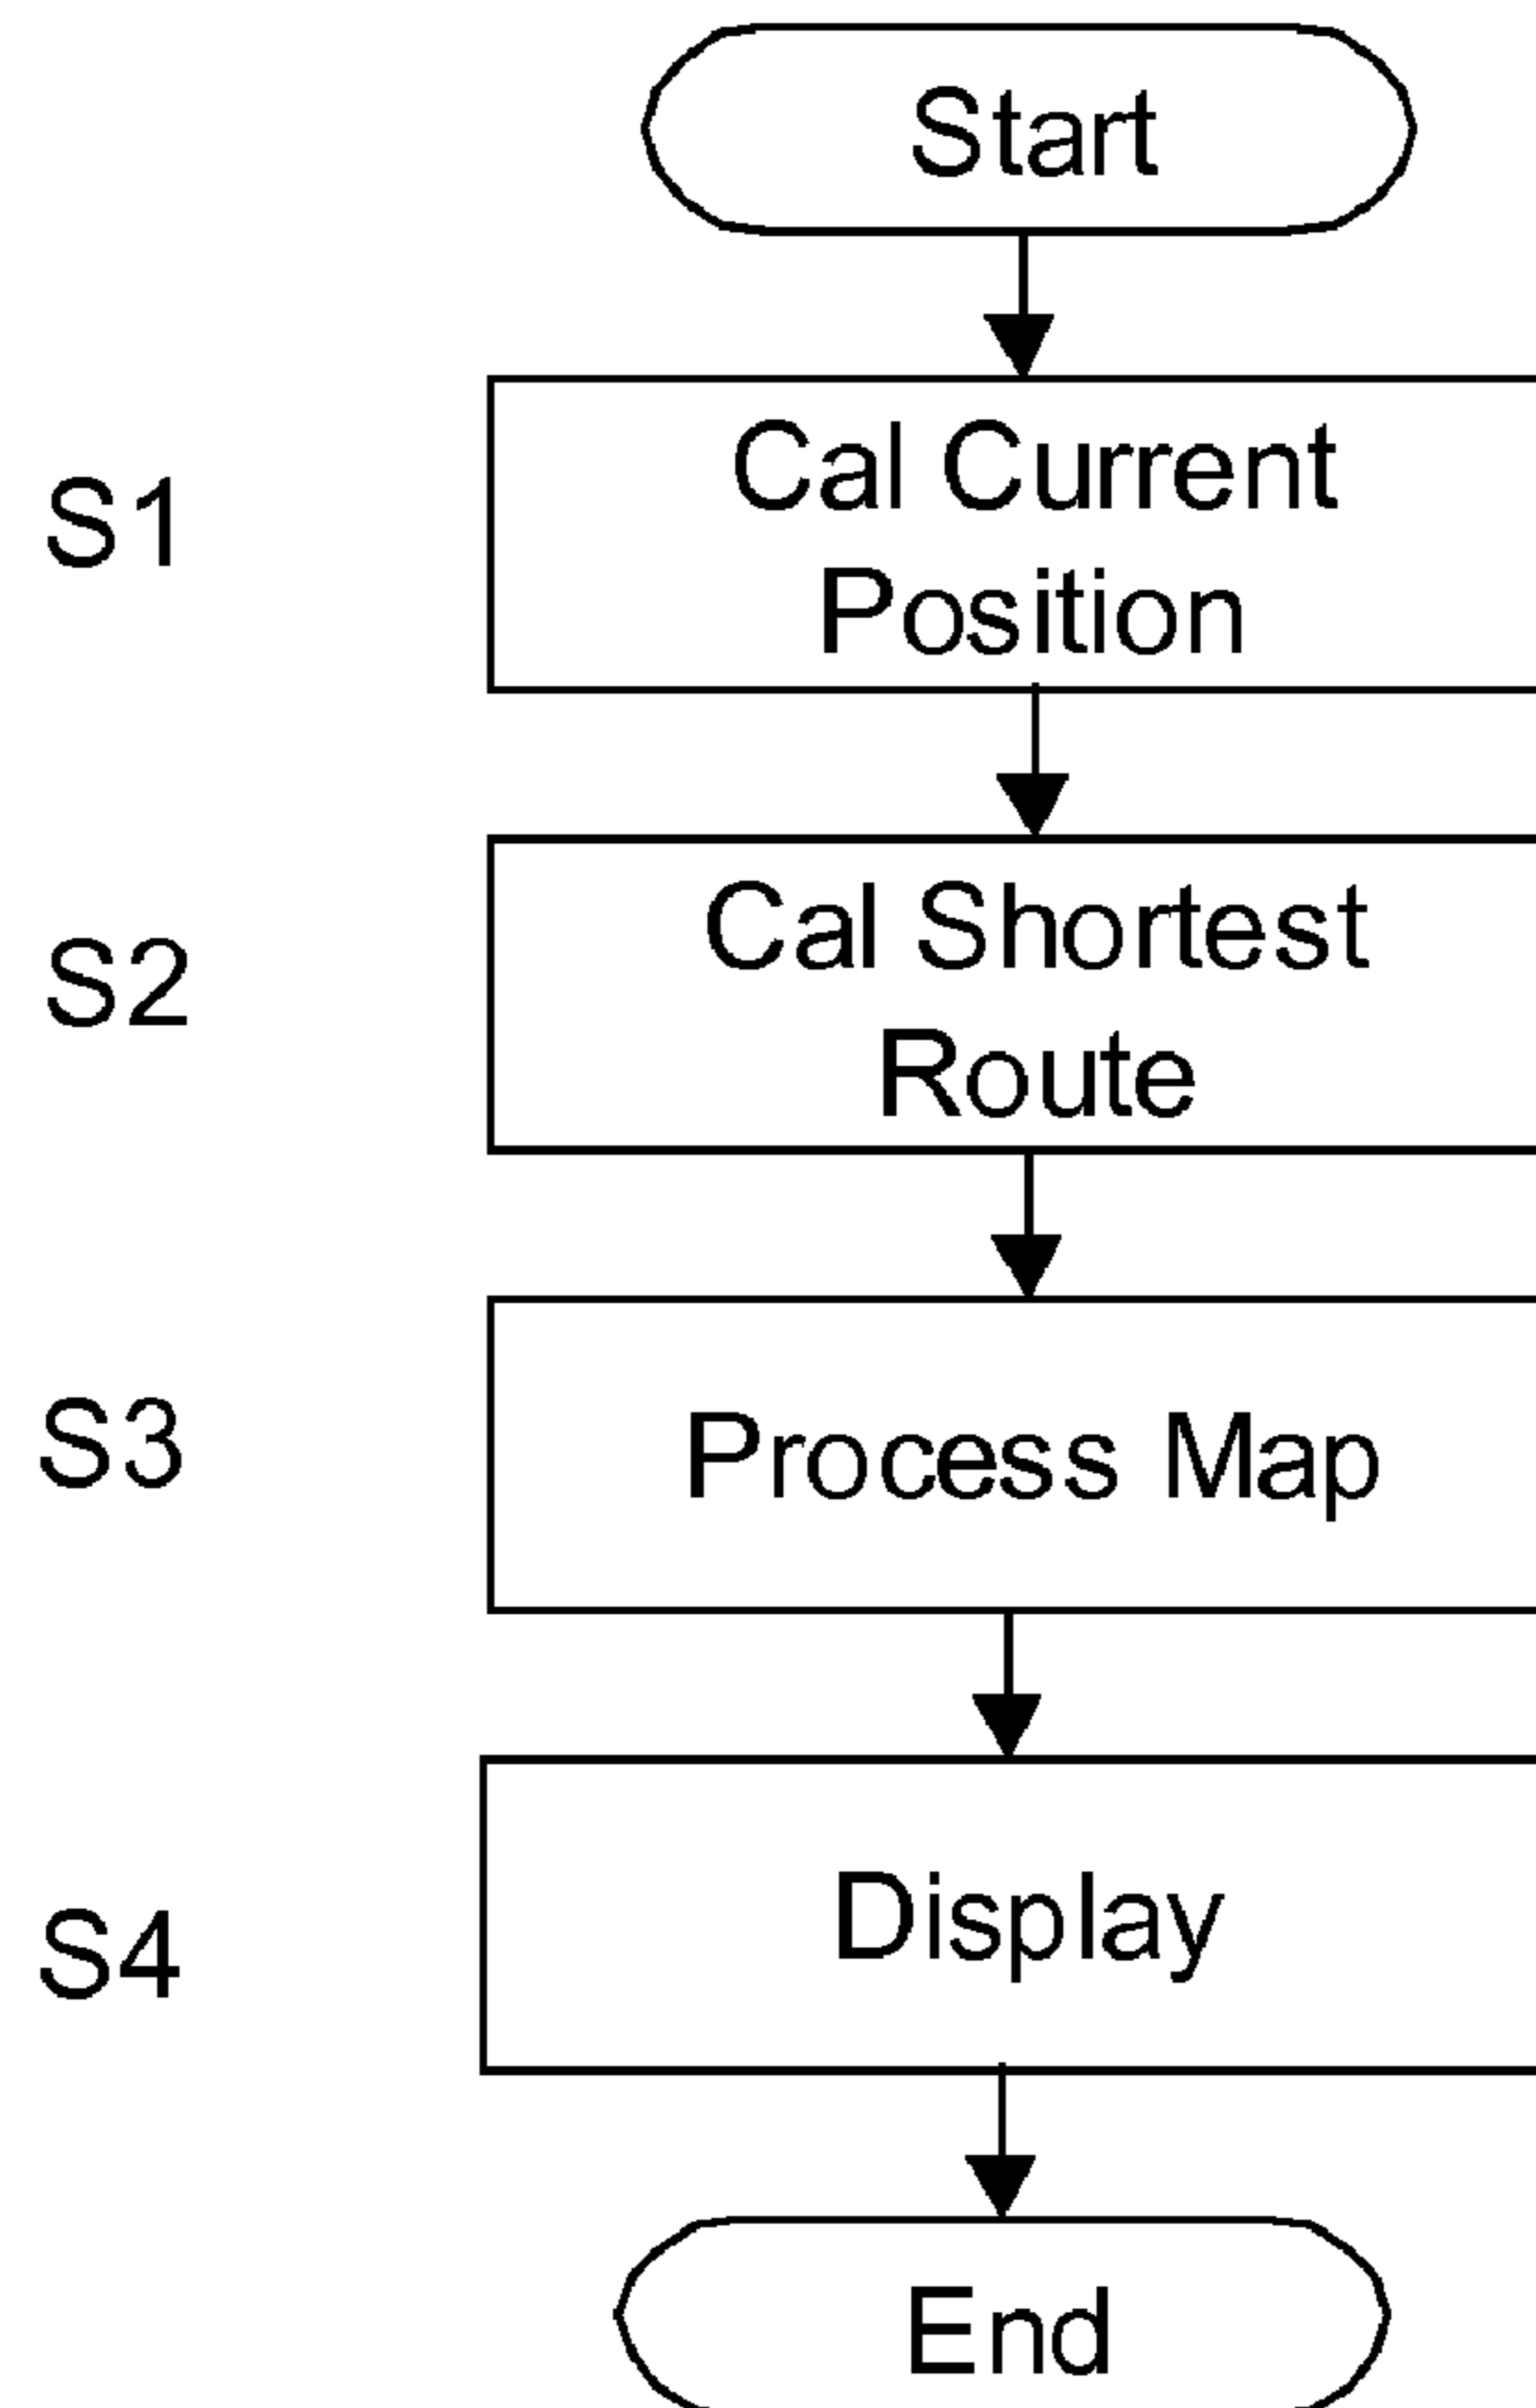 Start
S1
Cal Current
Position
S2
Cal Shortest
Route
S3
Process Map
S4
Display
End